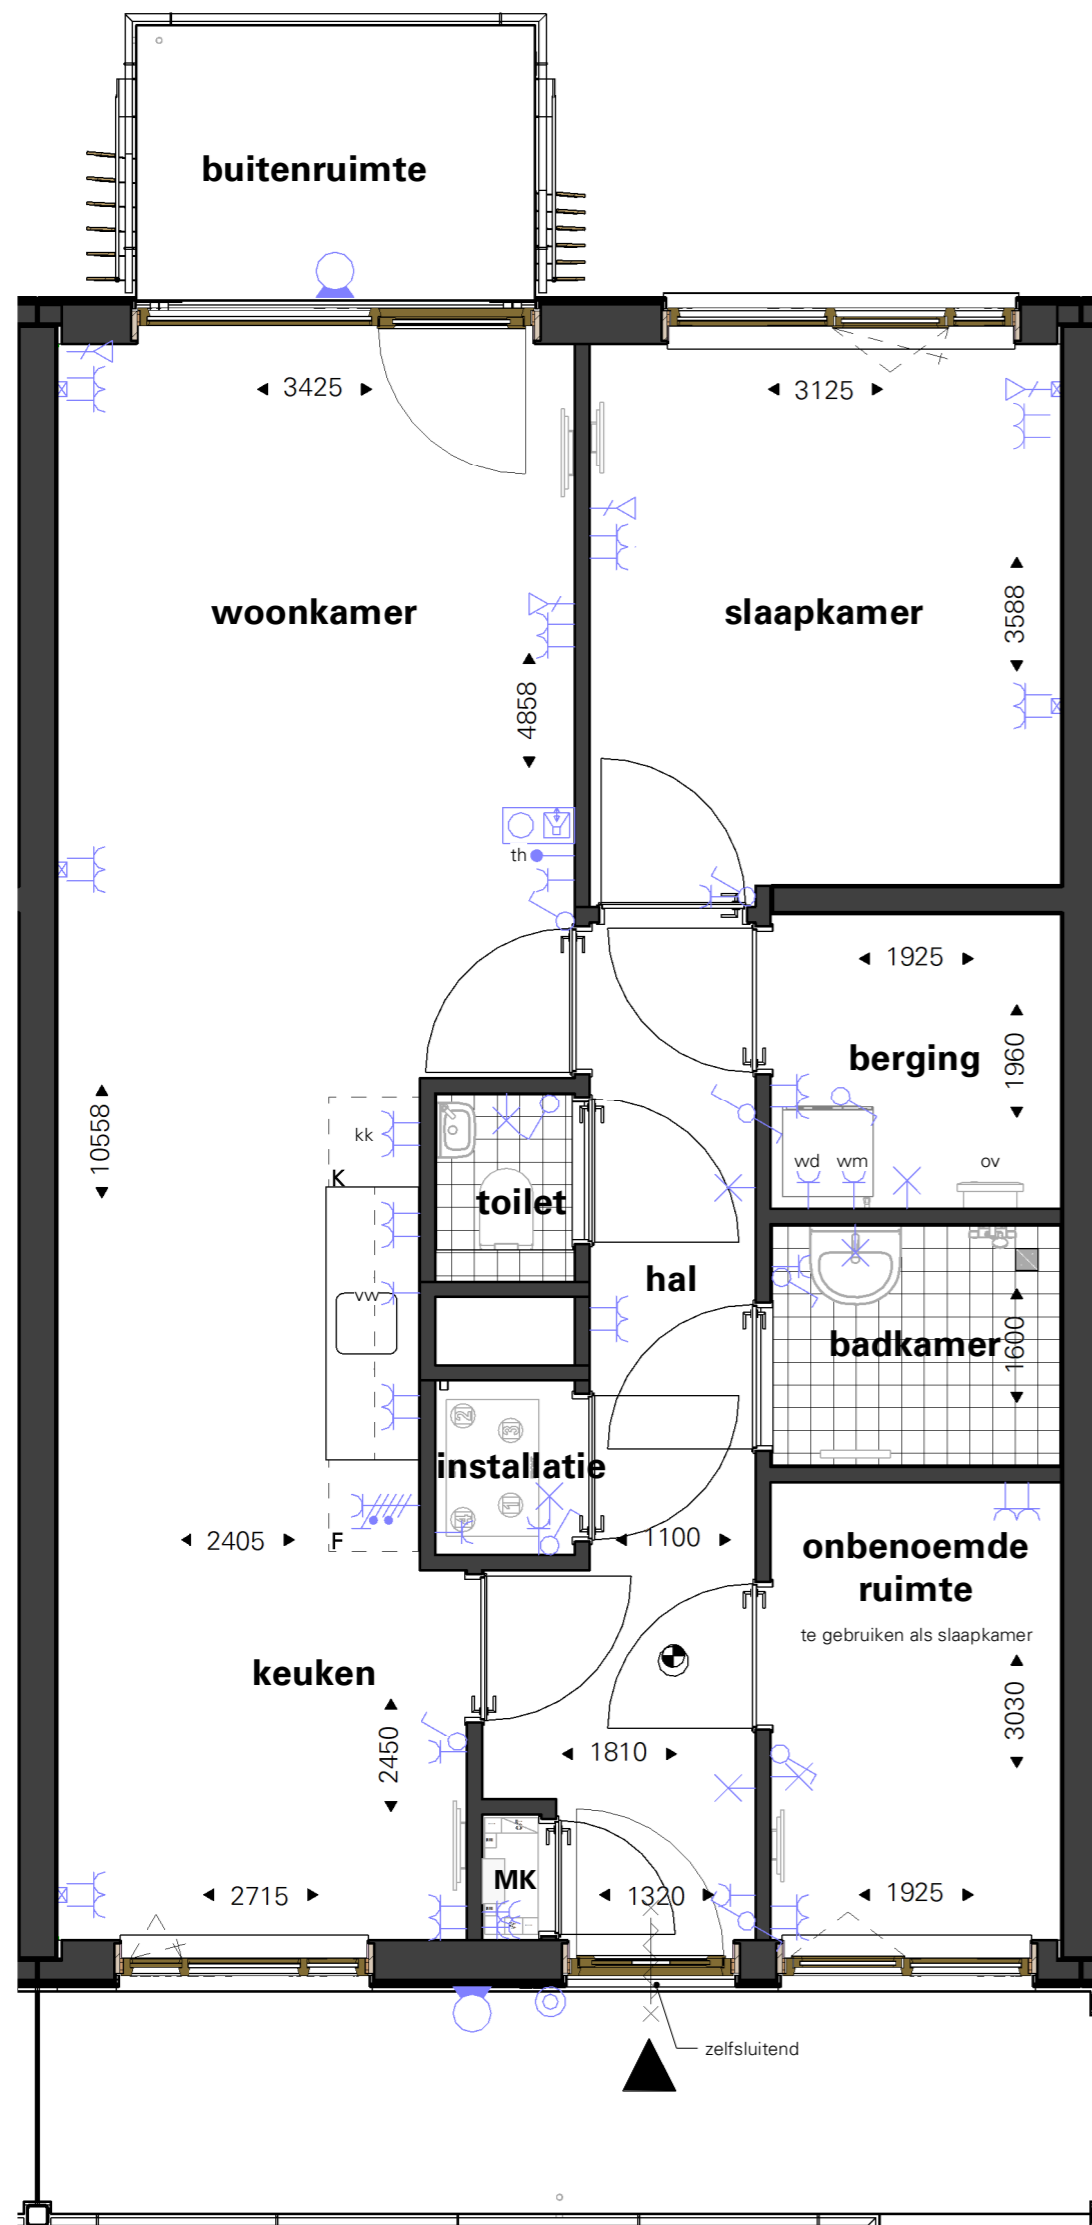 buitenruimte
3425
3125
woonkamer
slaapkamer
3588
4858
th
1925
berging
1960
10558
kk
K
wd
wm
ov
toilet
hal
vw
badkamer
1600
installatie
2405
F
1100
onbenoemde
ruimte
te gebruiken als slaapkamer
keuken
3030
2450
1810
MK
2715
1320
1925
zelfsluitend